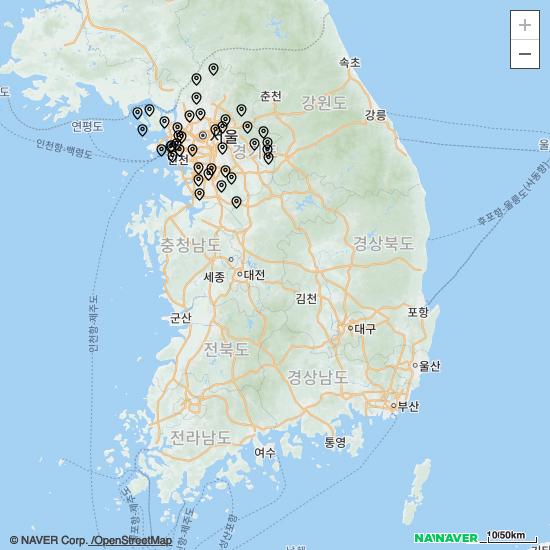 +
−
속초
춘천
강원도
강릉
연평도
서울
인천항-백령도
인천
경기
울
후포항-울릉도(사동항)
충청남도
경상북도
세종
대전
김천
군산
포항
인천항-제주도
대구
전라북도
경상남도
울산
부산
전라남도
통영
여수
© NAVER Corp. /OpenStreetMap
NAVER
10|50km